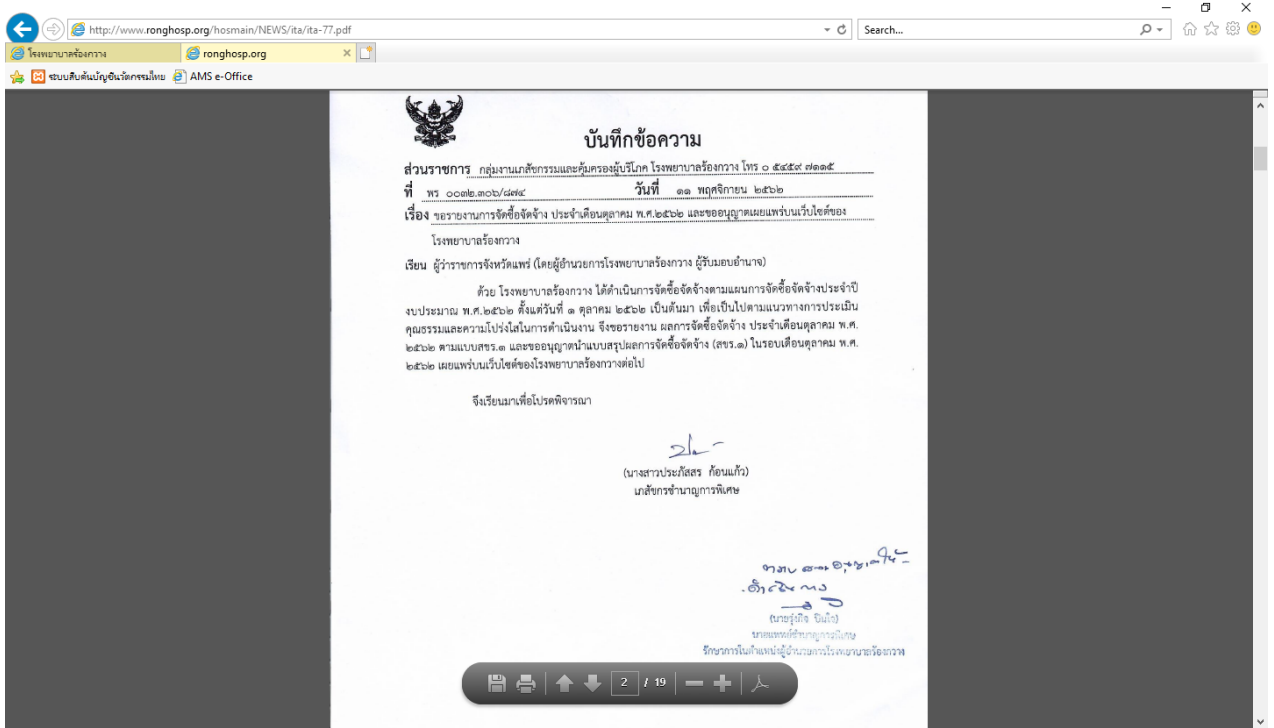 http://www.ronghosp.org/hosmain/NEWS/ita/ita-77.pdf
Search...
โรงพยาบาลร้องกวาง
ronghosp.org
ระบบสืบค้นบัญชีนวัตกรรมไทย
AMS e-Office
บันทึกข้อความ
ส่วนราชการ กลุ่มงานเภสัชกรรมและคุ้มครองผู้บริโภค โรงพยาบาลร้องกวาง โทร ๐ ๕๔๕๙ ๗๑๑๕
ที่ พร ๐๐๓๒.๓๐๖/๘๗๔ วันที่ ๑๑ พฤศจิกายน ๒๕๖๒
เรื่อง ขอรายงานการจัดซื้อจัดจ้าง ประจำเดือนตุลาคม พ.ศ.๒๕๖๒ และขออนุญาตเผยแพร่บนเว็บไซต์ของ
โรงพยาบาลร้องกวาง
เรียน ผู้ว่าราชการจังหวัดแพร่ (โดยผู้อำนวยการโรงพยาบาลร้องกวาง ผู้รับมอบอำนาจ)
ด้วย โรงพยาบาลร้องกวาง ได้ดำเนินการจัดซื้อจัดจ้างตามแผนการจัดซื้อจัดจ้างประจำปี
งบประมาณ พ.ศ.๒๕๖๒ ตั้งแต่วันที่ ๑ ตุลาคม ๒๕๖๒ เป็นต้นมา เพื่อเป็นไปตามแนวทางการประเมิน
คุณธรรมและความโปร่งใสในการดำเนินงาน จึงขอรายงาน ผลการจัดซื้อจัดจ้าง ประจำเดือนตุลาคม พ.ศ.
๒๕๖๒ ตามแบบสขร.๑ และขออนุญาตนำแบบสรุปผลการจัดซื้อจัดจ้าง (สขร.๑) ในรอบเดือนตุลาคม พ.ศ.
๒๕๖๒ เผยแพร่บนเว็บไซต์ของโรงพยาบาลร้องกวางต่อไป
จึงเรียนมาเพื่อโปรดพิจารณา
(นางสาวประภัสสร ก้อนแก้ว)
เภสัชกรชำนาญการพิเศษ
นายแพทย์ชำนาญการพิเศษ
รักษาการในตำแหน่งผู้อำนวยการโรงพยาบาลร้องกวาง
2 / 19